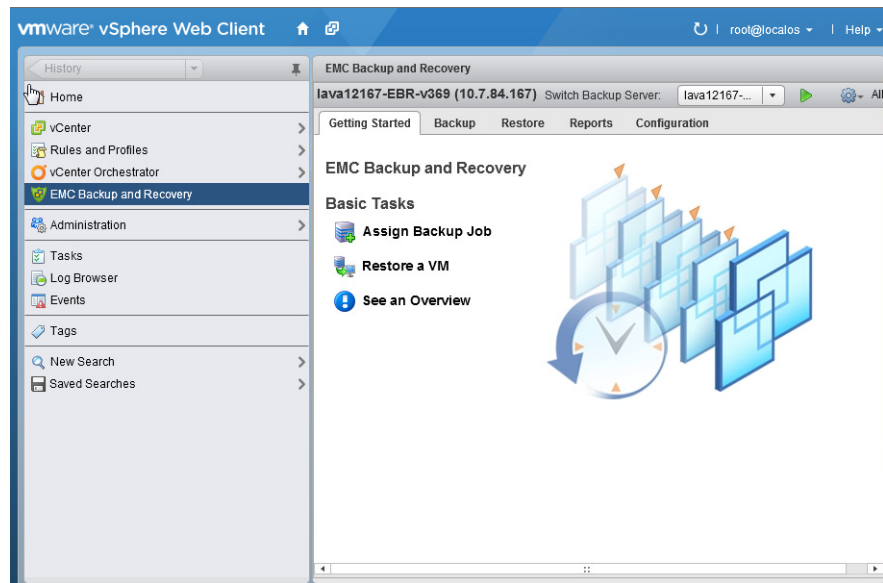 vmware® vSphere Web Client
root@localos
Help
History
Home
vCenter
Rules and Profiles
vCenter Orchestrator
EMC Backup and Recovery
Administration
Tasks
Log Browser
Events
Tags
New Search
Saved Searches
EMC Backup and Recovery
lava12167-EBR-v369 (10.7.84.167) Switch Backup Server: lava12167-... All
Getting Started Backup Restore Reports Configuration
EMC Backup and Recovery
Basic Tasks
Assign Backup Job
Restore a VM
See an Overview